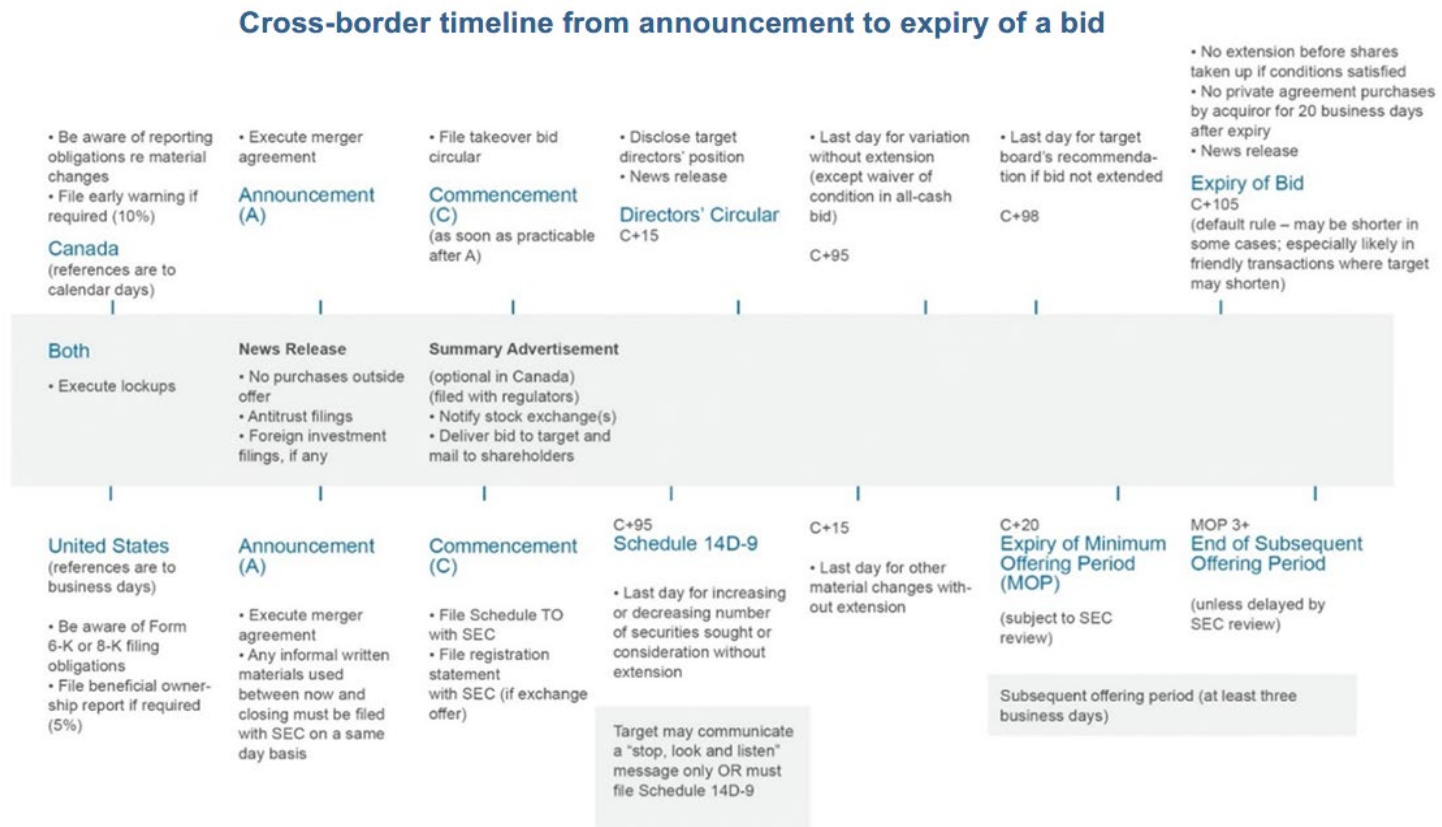 Cross-border timeline from announcement to expiry of a bid
• Be aware of reporting
obligations re material
changes
• File early warning if
required (10%)
Canada
(references are to
calendar days)
• Execute merger
agreement
Announcement
(A)
• File takeover bid
circular
Commencement
(C)
(as soon as practicable
after A)
• Disclose target
directors' position
• News release
Directors' Circular
C+15
• Last day for variation
without extension
(except waiver of
condition in all-cash
bid)
C+95
• Last day for target
board's recommenda-
tion if bid not extended
C+98
• No extension before shares
taken up if conditions satisfied
• No private agreement purchases
by acquiror for 20 business days
after expiry
• News release
Expiry of Bid
C+105
(default rule – may be shorter in
some cases; especially likely in
friendly transactions where target
may shorten)
Both
• Execute lockups
News Release
• No purchases outside
offer
• Antitrust filings
• Foreign investment
filings, if any
Summary Advertisement
(optional in Canada)
(filed with regulators)
• Notify stock exchange(s)
• Deliver bid to target and
mail to shareholders
United States
(references are to
business days)
• Be aware of Form
6-K or 8-K filing
obligations
• File beneficial owner-
ship report if required
(5%)
Announcement
(A)
• Execute merger
agreement
• Any informal written
materials used
between now and
closing must be filed
with SEC on a same
day basis
Commencement
(C)
• File Schedule TO
with SEC
• File registration
statement
with SEC (if exchange
offer)
C+95
Schedule 14D-9
• Last day for increasing
or decreasing number
of securities sought or
consideration without
extension
Target may communicate
a "stop, look and listen"
message only OR must
file Schedule 14D-9
C+15
• Last day for other
material changes with-
out extension
C+20
Expiry of Minimum
Offering Period
(MOP)
(subject to SEC
review)
MOP 3+
End of Subsequent
Offering Period
(unless delayed by
SEC review)
Subsequent offering period (at least three
business days)